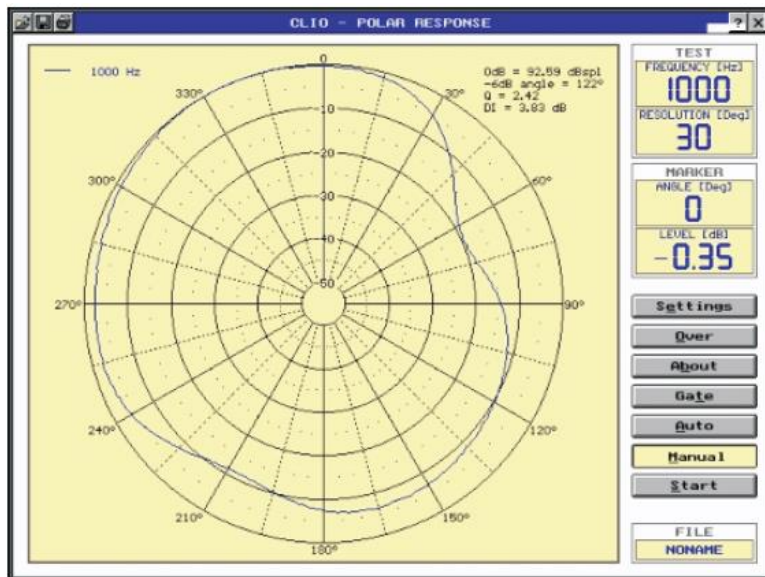 CLIO - POLAR RESPONSE
?
1000 Hz
0dB = 92.59 dBspl
-6dB angle = 122°
Q = 2.42
DI = 3.83 dB
0
30°
60°
90°
120°
150°
180°
210°
240°
270°
300°
330°
-10
-20
-30
-40
-50
TEST
FREQUENCY [Hz]
1000
RESOLUTION [Deg]
30
MARKER
ANGLE [Deg]
0
LEVEL [dB]
-0.35
Settings
Over
About
Gate
Auto
Manual
Start
FILE
NONAME